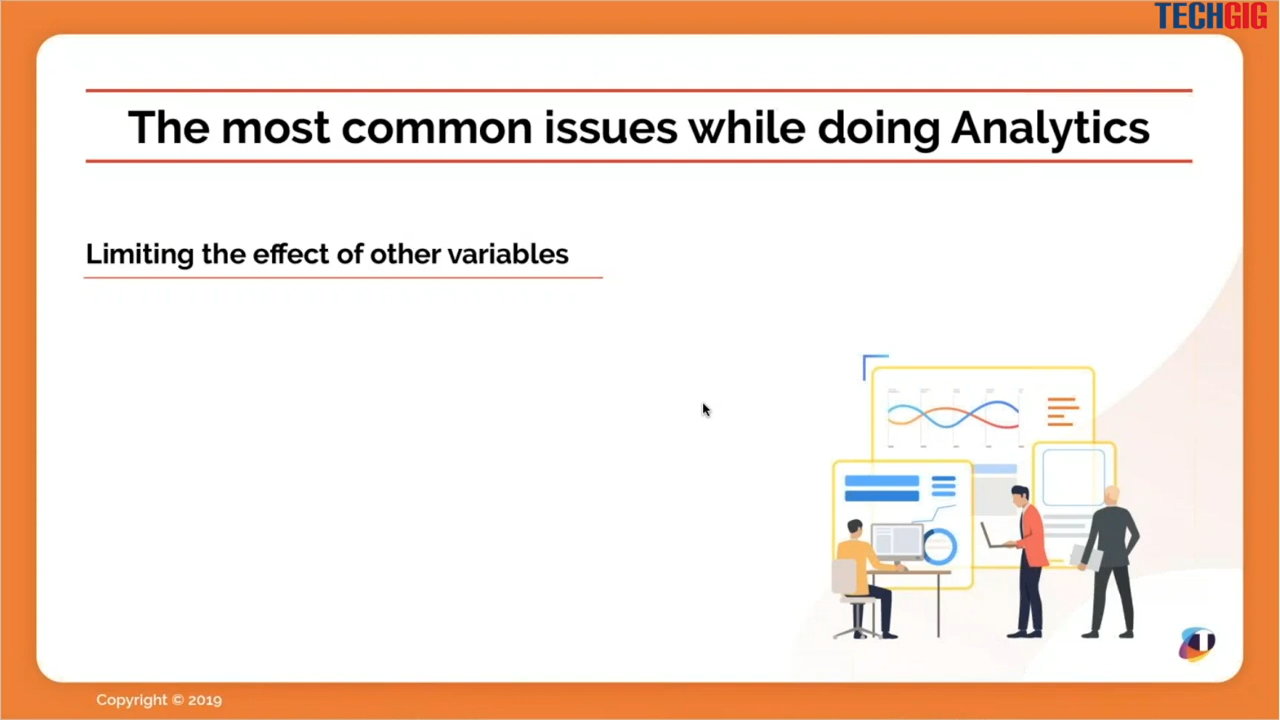 TECHGIG
The most common issues while doing Analytics
Limiting the effect of other variables
Copyright © 2019